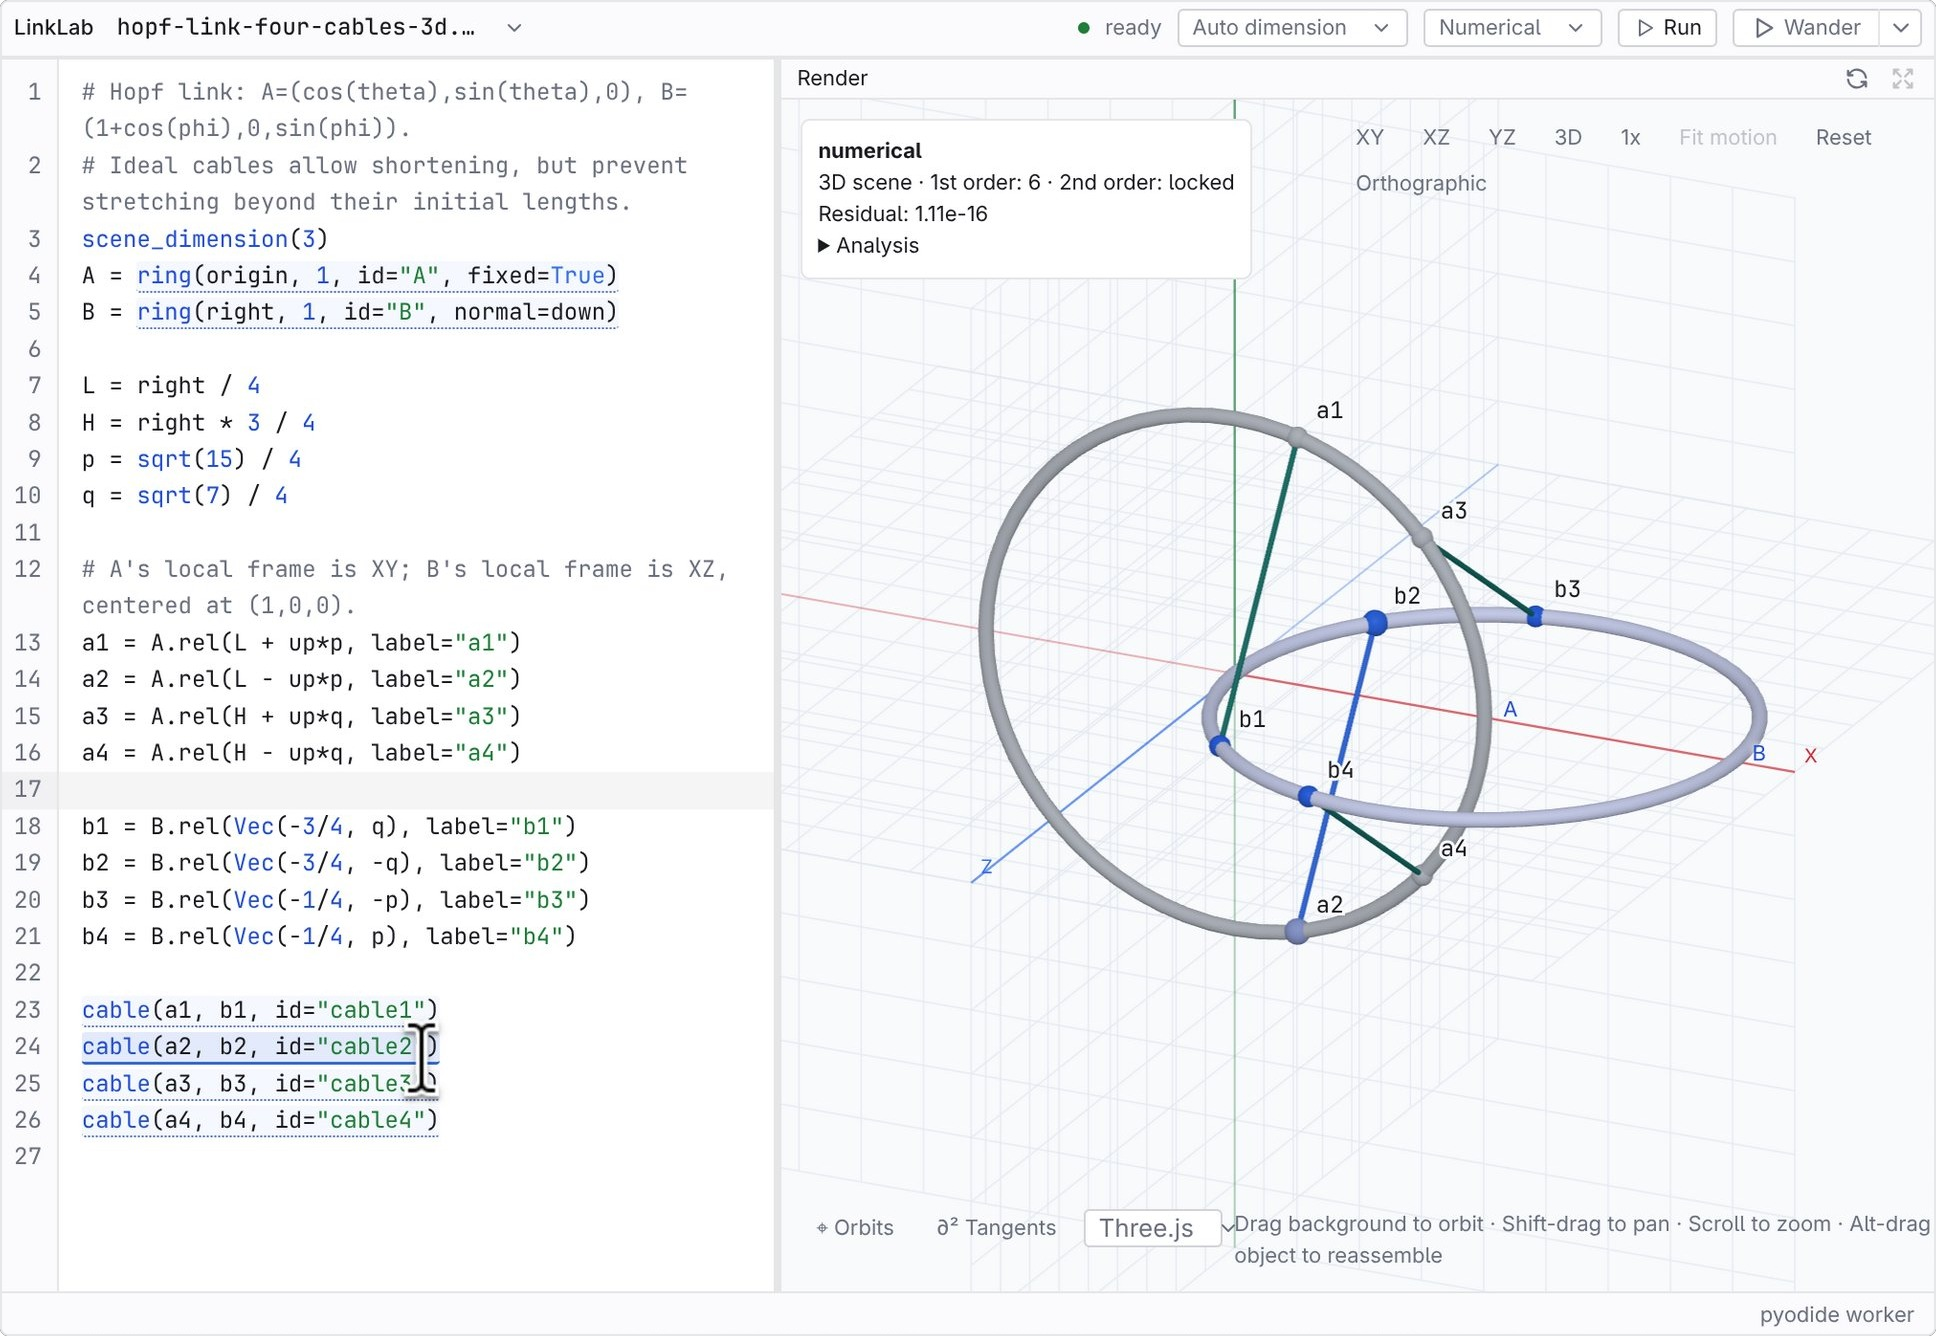 LinkLab hopf-link-four-cables-3d.… ready Auto dimension Numerical Run Wander
1 # Hopf link: A=(cos(theta),sin(theta),0), B=
(1+cos(phi),0,sin(phi)).
2 # Ideal cables allow shortening, but prevent
stretching beyond their initial lengths.
3 scene_dimension(3)
4 A = ring(origin, 1, id="A", fixed=True)
5 B = ring(right, 1, id="B", normal=down)
6
7 L = right / 4
8 H = right * 3 / 4
9 p = sqrt(15) / 4
10 q = sqrt(7) / 4
11
12 # A's local frame is XY; B's local frame is XZ,
centered at (1,0,0).
13 a1 = A.rel(L + up*p, label="a1")
14 a2 = A.rel(L - up*p, label="a2")
15 a3 = A.rel(H + up*q, label="a3")
16 a4 = A.rel(H - up*q, label="a4")
17
18 b1 = B.rel(Vec(-3/4, q), label="b1")
19 b2 = B.rel(Vec(-3/4, -q), label="b2")
20 b3 = B.rel(Vec(-1/4, -p), label="b3")
21 b4 = B.rel(Vec(-1/4, p), label="b4")
22
23 cable(a1, b1, id="cable1")
24 cable(a2, b2, id="cable2")
25 cable(a3, b3, id="cable3")
26 cable(a4, b4, id="cable4")
27
Render
numerical
3D scene · 1st order: 6 · 2nd order: locked
Residual: 1.11e-16
▶ Analysis
XY XZ YZ 3D 1x Fit motion Reset
Orthographic
a1
a3
b3
b2
A
b1
B X
b4
a4
Z
a2
⌖ Orbits ∂² Tangents Three.js
Drag background to orbit · Shift-drag to pan · Scroll to zoom · Alt-drag
object to reassemble
pyodide worker